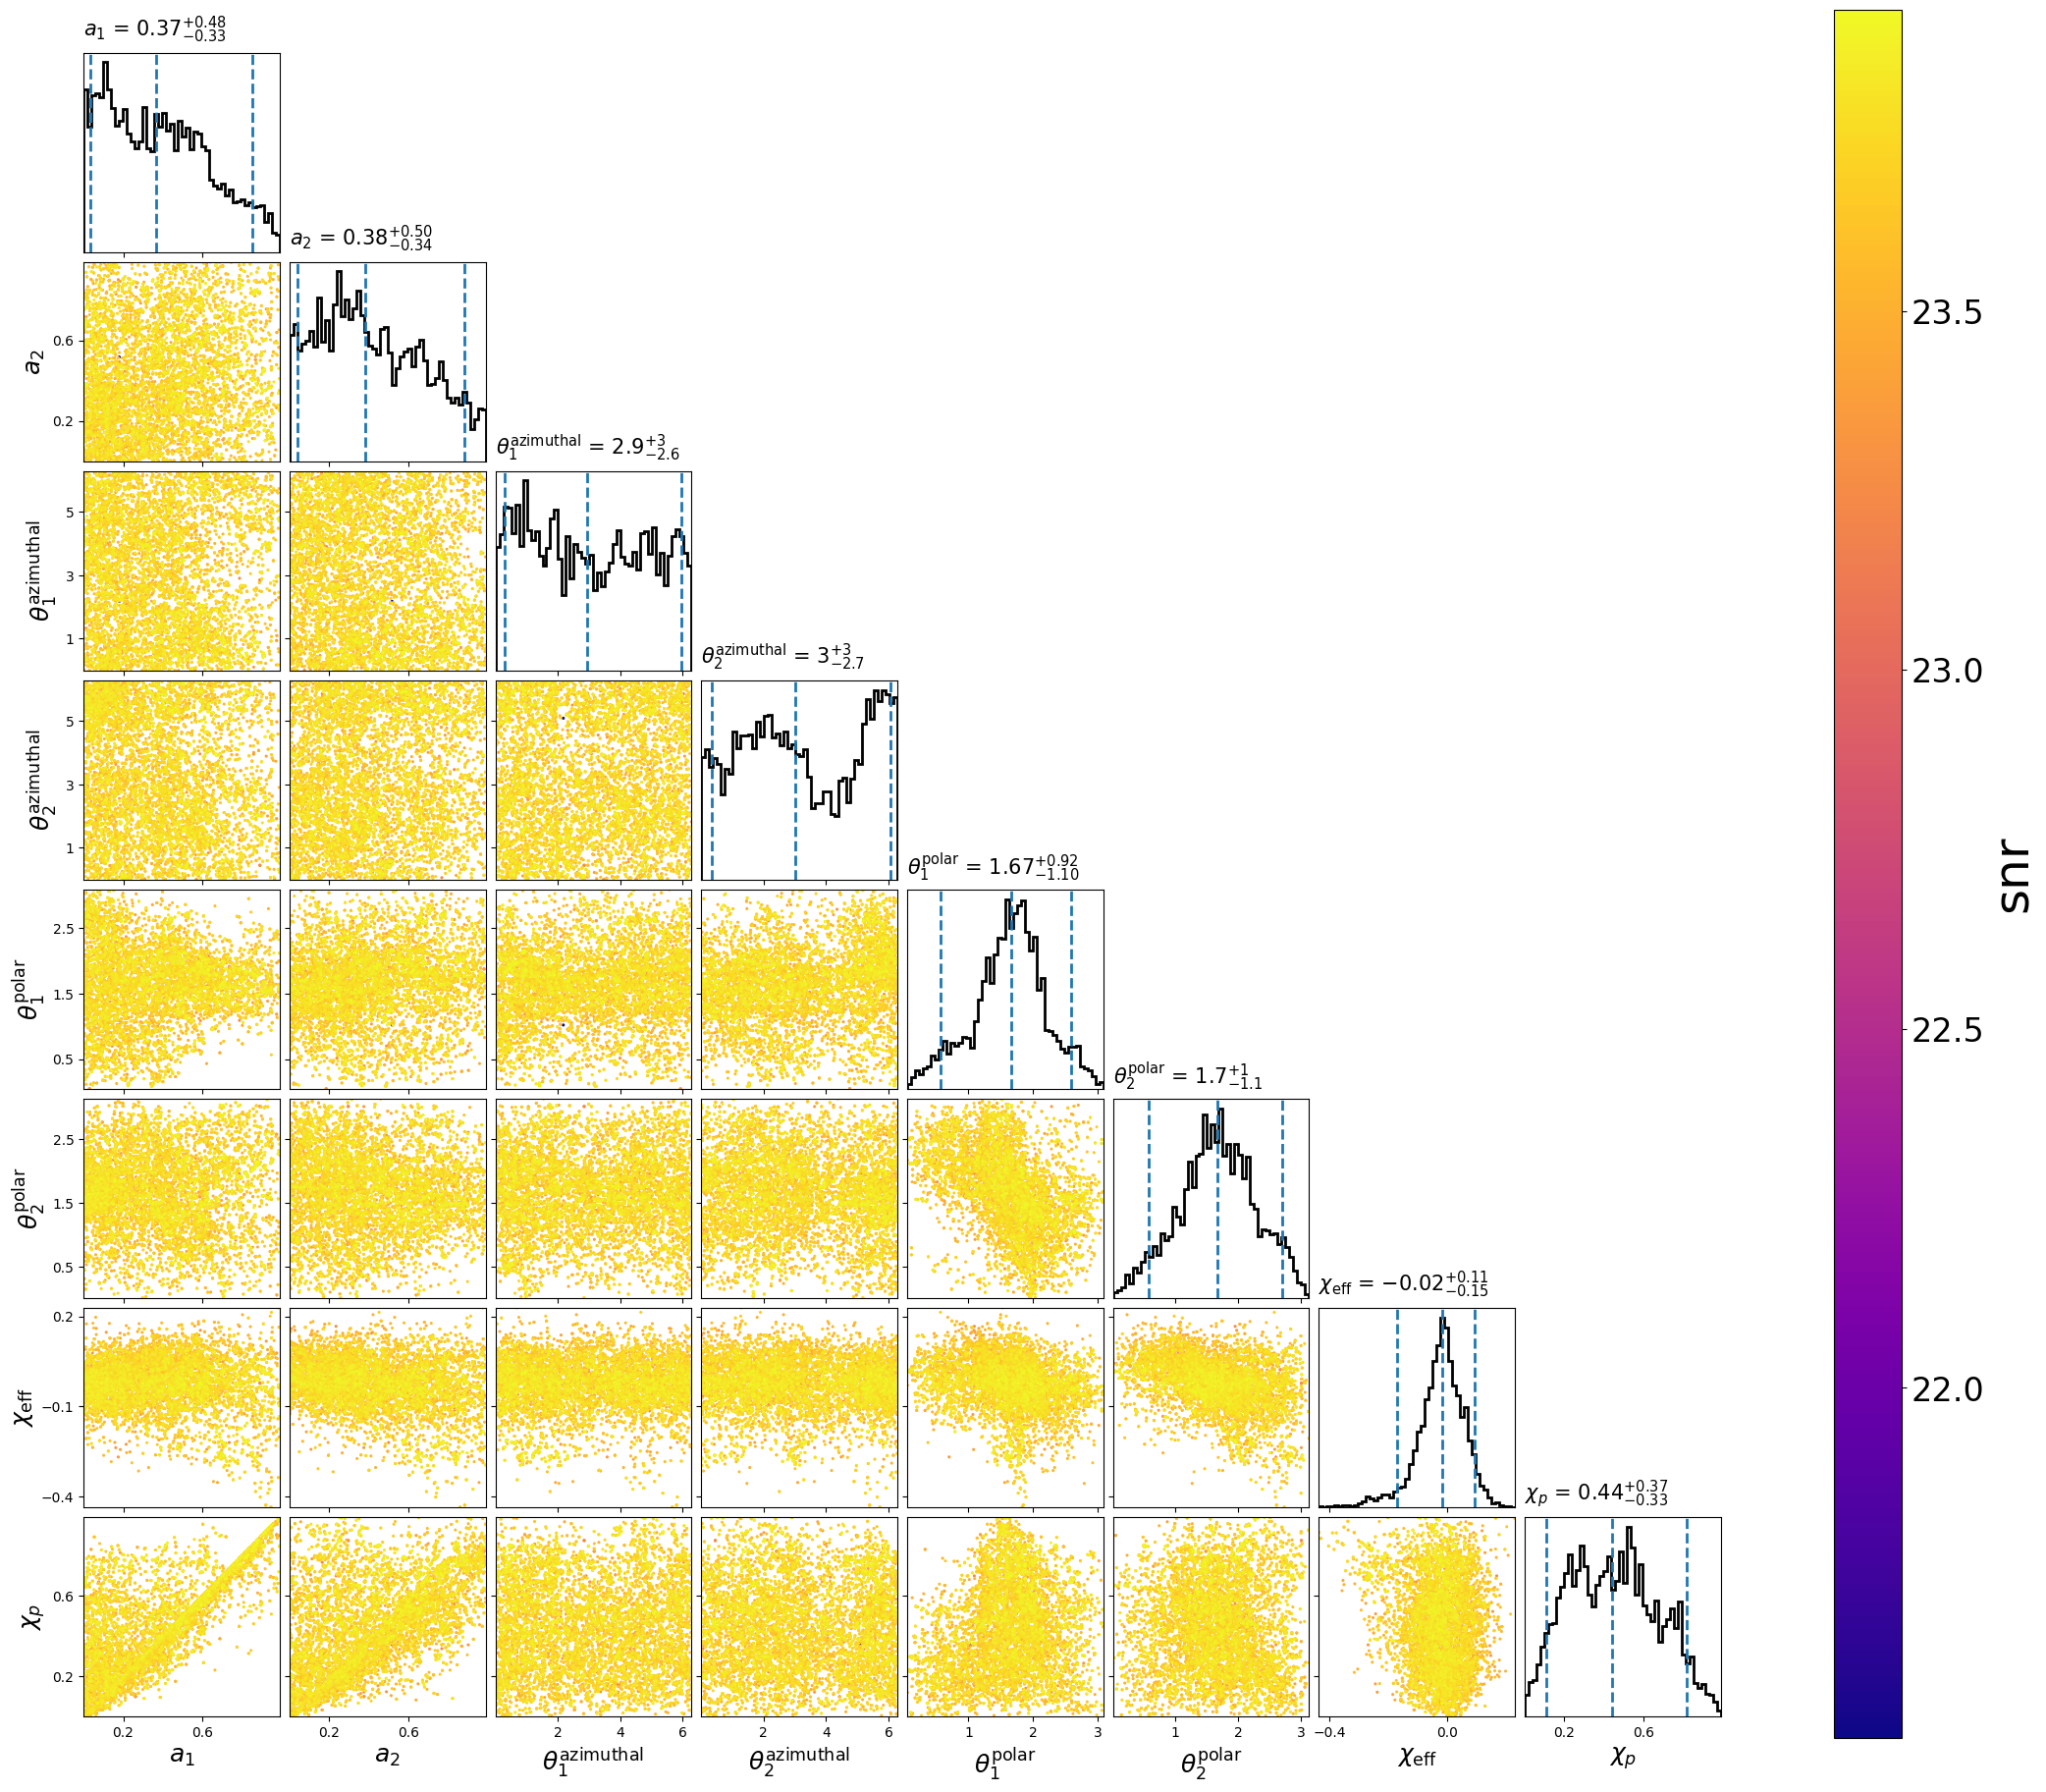 a₁ = 0.37⁺⁰·⁴⁸₋₀.₃₃
a₂ = 0.38⁺⁰·⁵⁰₋₀.₃₄
0.6
0.2
a₂
θ₁^azimuthal = 2.9⁺³₋₂.₆
5
3
1
θ₁^azimuthal
θ₂^azimuthal = 3⁺³₋₂.₇
5
3
1
θ₂^azimuthal
θ₁^polar = 1.67⁺⁰·⁹²₋₁.₁₀
2.5
1.5
0.5
θ₁^polar
θ₂^polar = 1.7⁺¹₋₁.₁
2.5
1.5
0.5
θ₂^polar
χ_eff = −0.02⁺⁰·¹¹₋₀.₁₅
0.2
−0.1
−0.4
χ_eff
χ_p = 0.44⁺⁰·³⁷₋₀.₃₃
0.6
0.2
χ_p
0.2 0.6 0.2 0.6 2 4 6 2 4 6 1 2 3 1 2 3 −0.4 0.0 0.2 0.6
a₁ a₂ θ₁^azimuthal θ₂^azimuthal θ₁^polar θ₂^polar χ_eff χ_p
23.5
23.0
22.5
22.0
snr